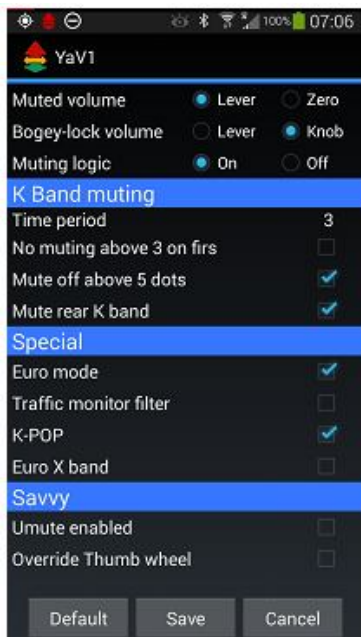 100% 07:06
YaV1
Muted volume Lever Zero
Bogey-lock volume Lever Knob
Muting logic On Off
K Band muting
Time period 3
No muting above 3 on firs
Mute off above 5 dots
Mute rear K band
Special
Euro mode
Traffic monitor filter
K-POP
Euro X band
Savvy
Umute enabled
Override Thumb wheel
Default Save Cancel